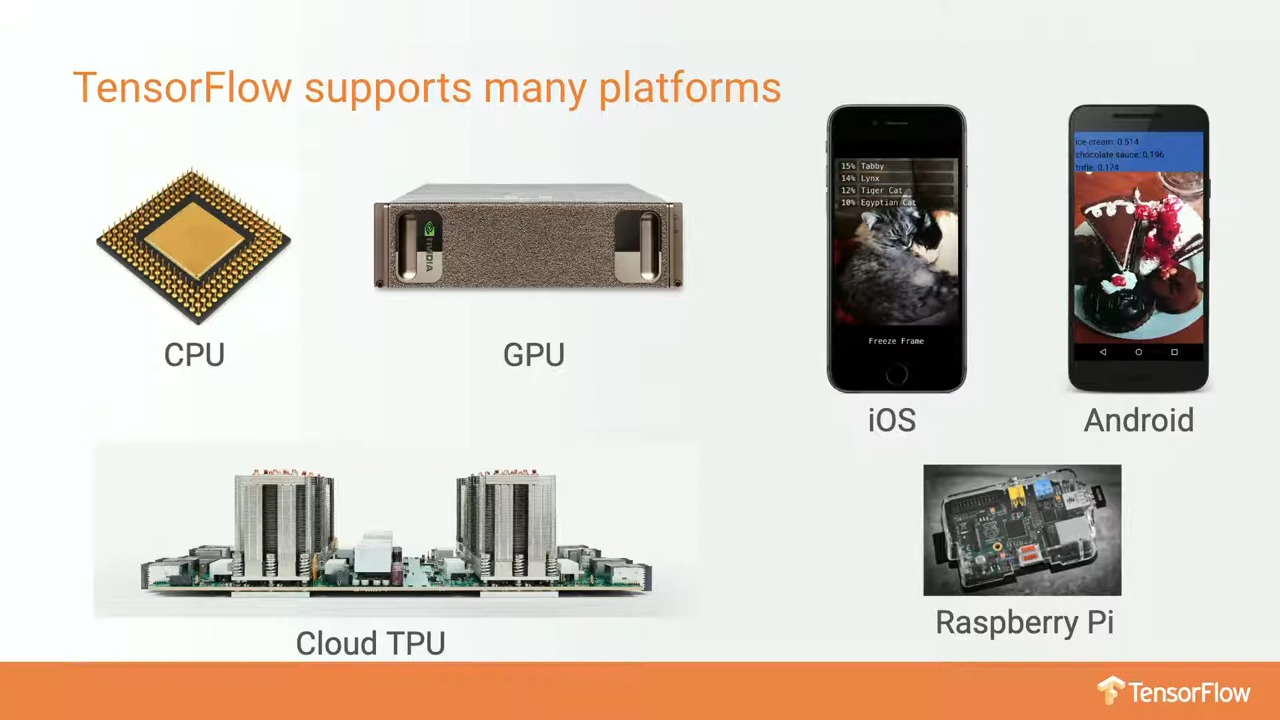 TensorFlow supports many platforms
CPU
NVIDIA
GPU
15% Tabby
14% Lynx
12% Tiger Cat
10% Egyptian Cat
Freeze Frame
iOS
ice cream: 0.514
chocolate sauce: 0.196
trifle: 0.174
Android
Cloud TPU
Raspberry Pi
TensorFlow